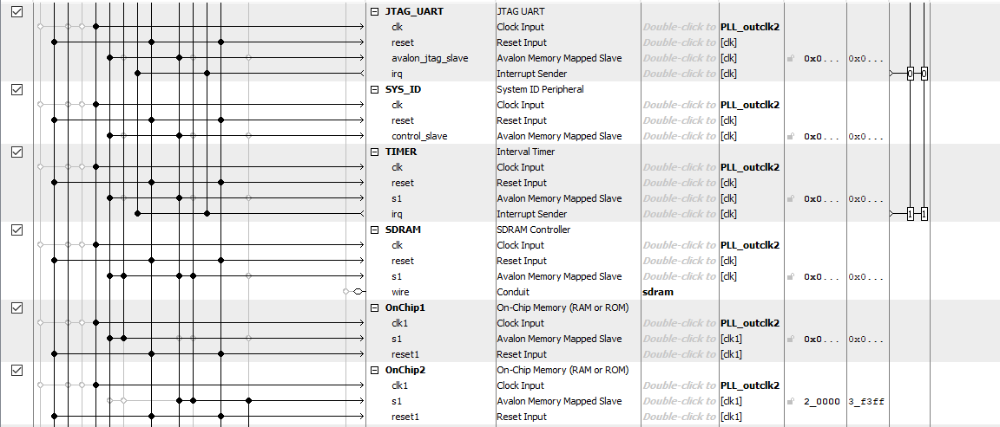 JTAG_UART JTAG UART
clk Clock Input Double-click to PLL_outclk2
reset Reset Input Double-click to [clk]
avalon_jtag_slave Avalon Memory Mapped Slave Double-click to [clk] 0x0... 0x0...
irq Interrupt Sender Double-click to [clk] 0 0
SYS_ID System ID Peripheral
clk Clock Input Double-click to PLL_outclk2
reset Reset Input Double-click to [clk]
control_slave Avalon Memory Mapped Slave Double-click to [clk] 0x0... 0x0...
TIMER Interval Timer
clk Clock Input Double-click to PLL_outclk2
reset Reset Input Double-click to [clk]
s1 Avalon Memory Mapped Slave Double-click to [clk] 0x0... 0x0...
irq Interrupt Sender Double-click to [clk] 1 1
SDRAM SDRAM Controller
clk Clock Input Double-click to PLL_outclk2
reset Reset Input Double-click to [clk]
s1 Avalon Memory Mapped Slave Double-click to [clk] 0x0... 0x0...
wire Conduit sdram
OnChip1 On-Chip Memory (RAM or ROM)
clk1 Clock Input Double-click to PLL_outclk2
s1 Avalon Memory Mapped Slave Double-click to [clk1] 0x0... 0x0...
reset1 Reset Input Double-click to [clk1]
OnChip2 On-Chip Memory (RAM or ROM)
clk1 Clock Input Double-click to PLL_outclk2
s1 Avalon Memory Mapped Slave Double-click to [clk1] 2_0000 3_f3ff
reset1 Reset Input Double-click to [clk1]